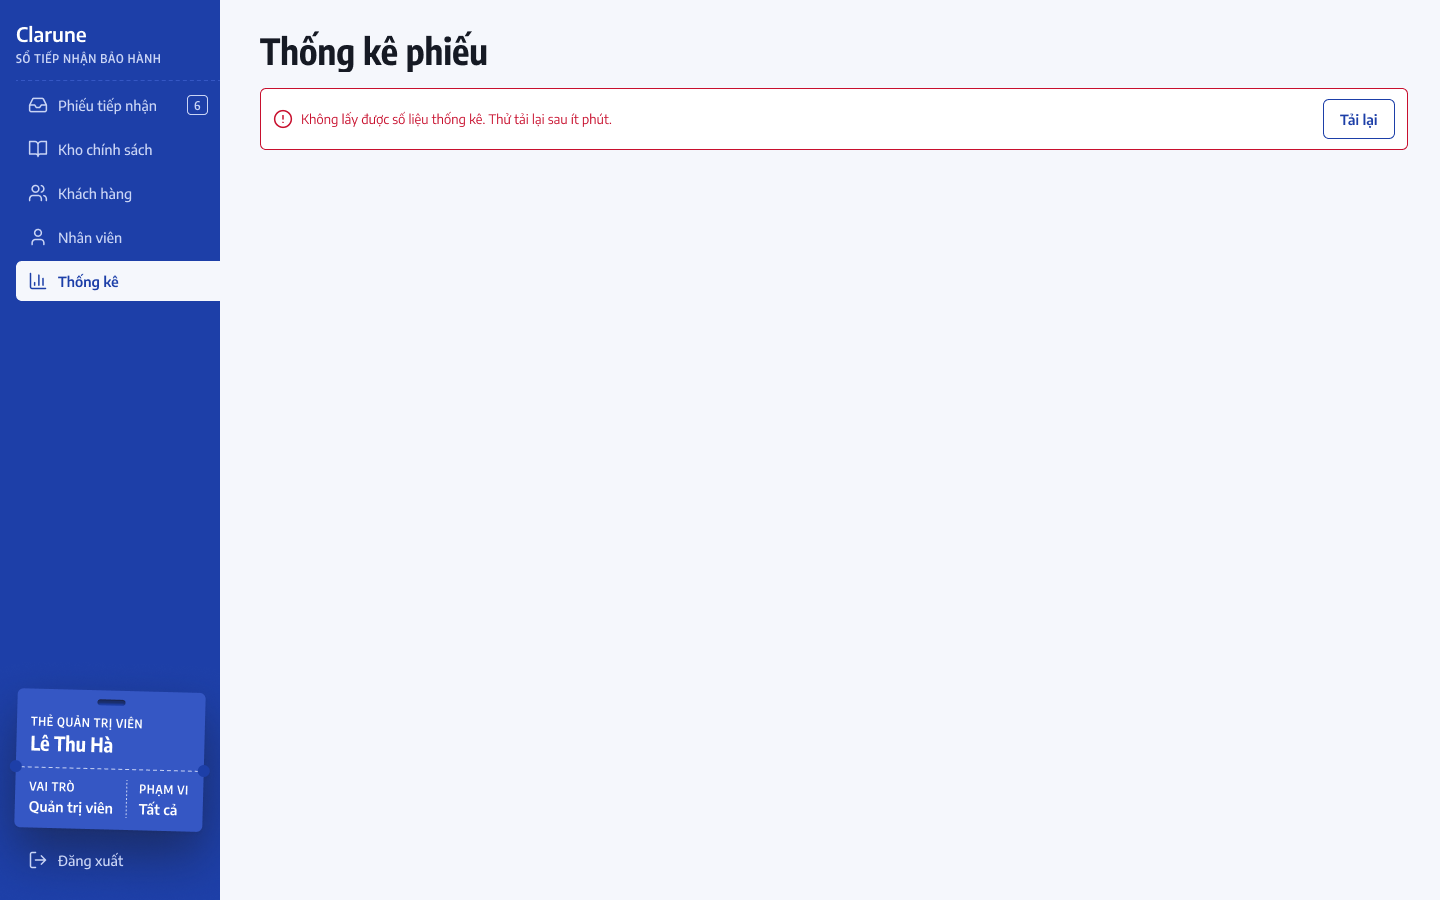 Clarune
SỔ TIẾP NHẬN BẢO HÀNH
Phiếu tiếp nhận 6
Kho chính sách
Khách hàng
Nhân viên
Thống kê
THẺ QUẢN TRỊ VIÊN
Lê Thu Hà
VAI TRÒ
Quản trị viên
PHẠM VI
Tất cả
Đăng xuất
Thống kê phiếu
Không lấy được số liệu thống kê. Thử tải lại sau ít phút.
Tải lại